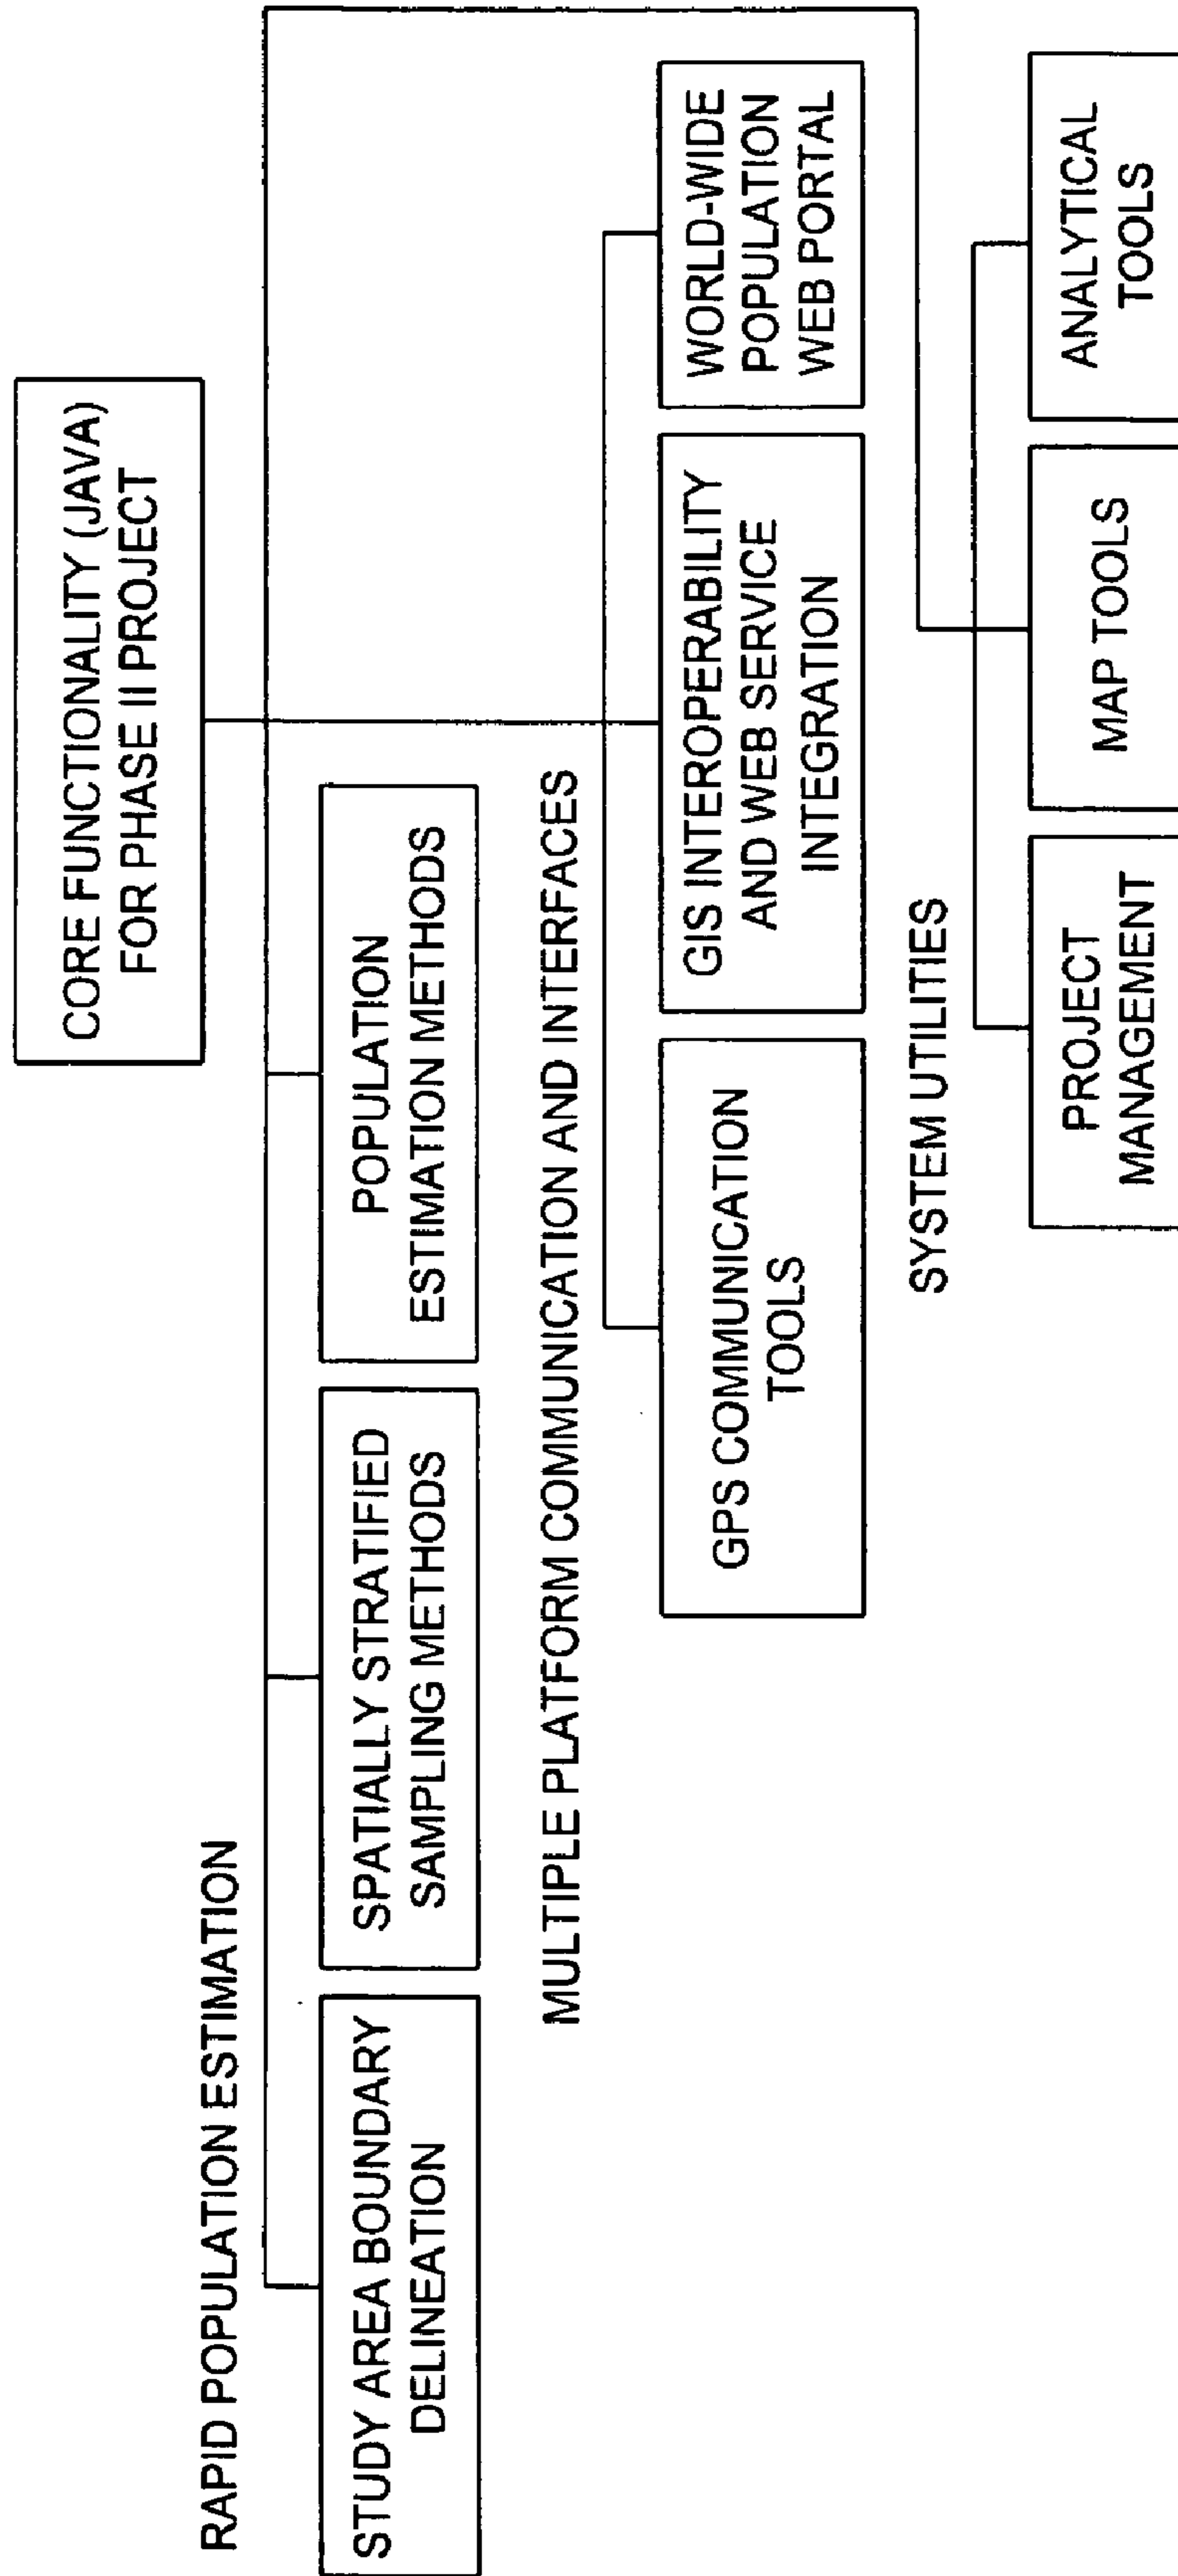 CORE FUNCTIONALITY (JAVA)
FOR PHASE II PROJECT
RAPID POPULATION ESTIMATION
STUDY AREA BOUNDARY
DELINEATION
SPATIALLY STRATIFIED
SAMPLING METHODS
POPULATION
ESTIMATION METHODS
MULTIPLE PLATFORM COMMUNICATION AND INTERFACES
GPS COMMUNICATION
TOOLS
GIS INTEROPERABILITY
AND WEB SERVICE
INTEGRATION
WORLD-WIDE
POPULATION
WEB PORTAL
SYSTEM UTILITIES
PROJECT
MANAGEMENT
MAP TOOLS
ANALYTICAL
TOOLS